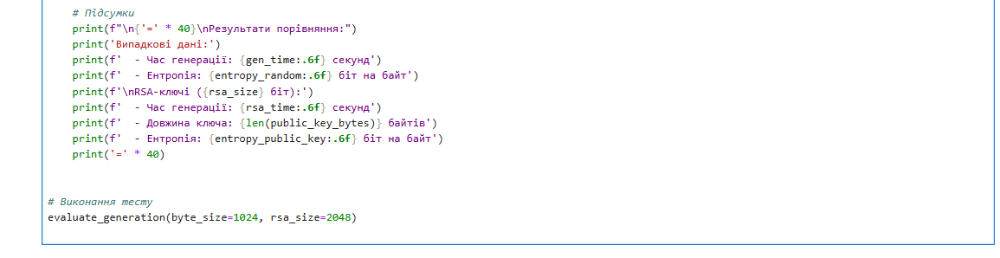 # Підсумки
print(f"\n{'=' * 40}\nРезультати порівняння:")
print('Випадкові дані:')
print(f'  - Час генерації: {gen_time:.6f} секунд')
print(f'  - Ентропія: {entropy_random:.6f} біт на байт')
print(f'\nRSA-ключі ({rsa_size} біт):')
print(f'  - Час генерації: {rsa_time:.6f} секунд')
print(f'  - Довжина ключа: {len(public_key_bytes)} байтів')
print(f'  - Ентропія: {entropy_public_key:.6f} біт на байт')
print('=' * 40)
# Виконання тесту
evaluate_generation(byte_size=1024, rsa_size=2048)